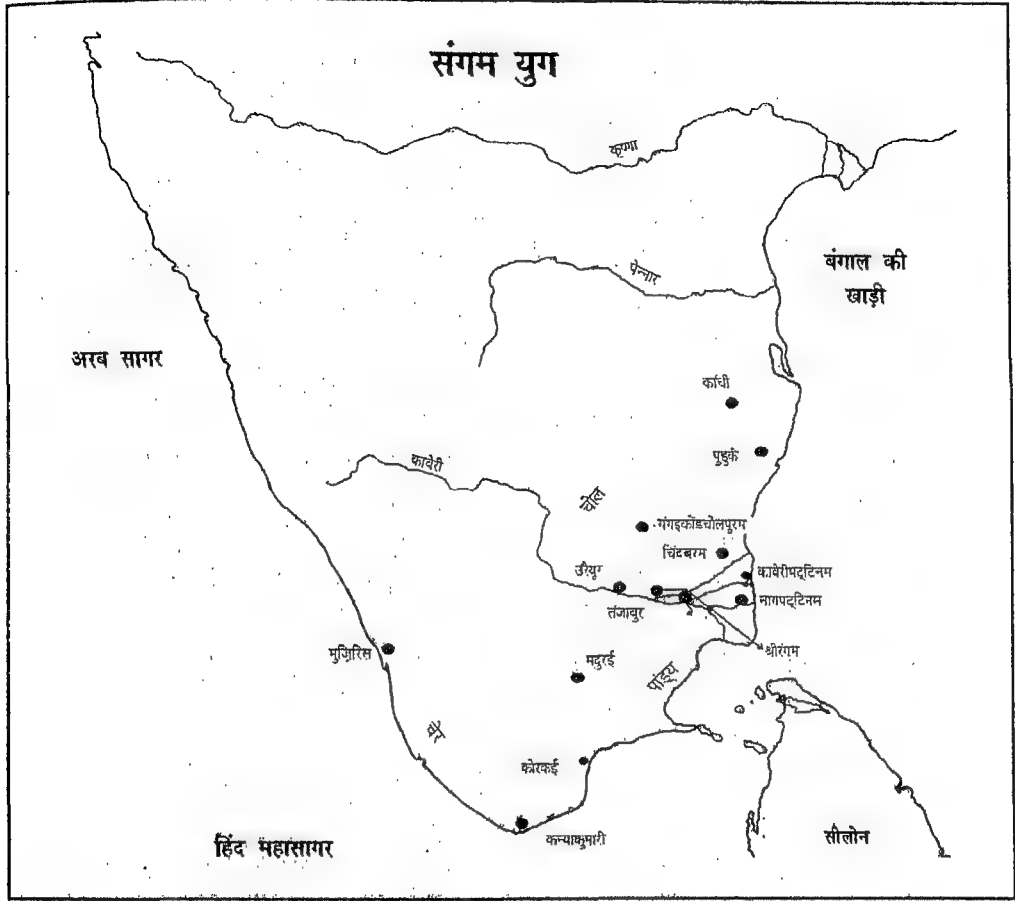 संगम युग
कृष्णा
पेन्नार
बंगाल की
खाड़ी
अरब सागर
कांची
पुहुके
कावेरी
चोल
गंगइकोंडचोलपुरम
चिदंबरम
उरैयूर
कावेरीपट्टिनम
नागपट्टिनम
तंजावुर
श्रीरंगम
मुज़िरिस
मदुरई
पांड्य
कोरकई
कन्याकुमारी
हिंद महासागर
सीलोन